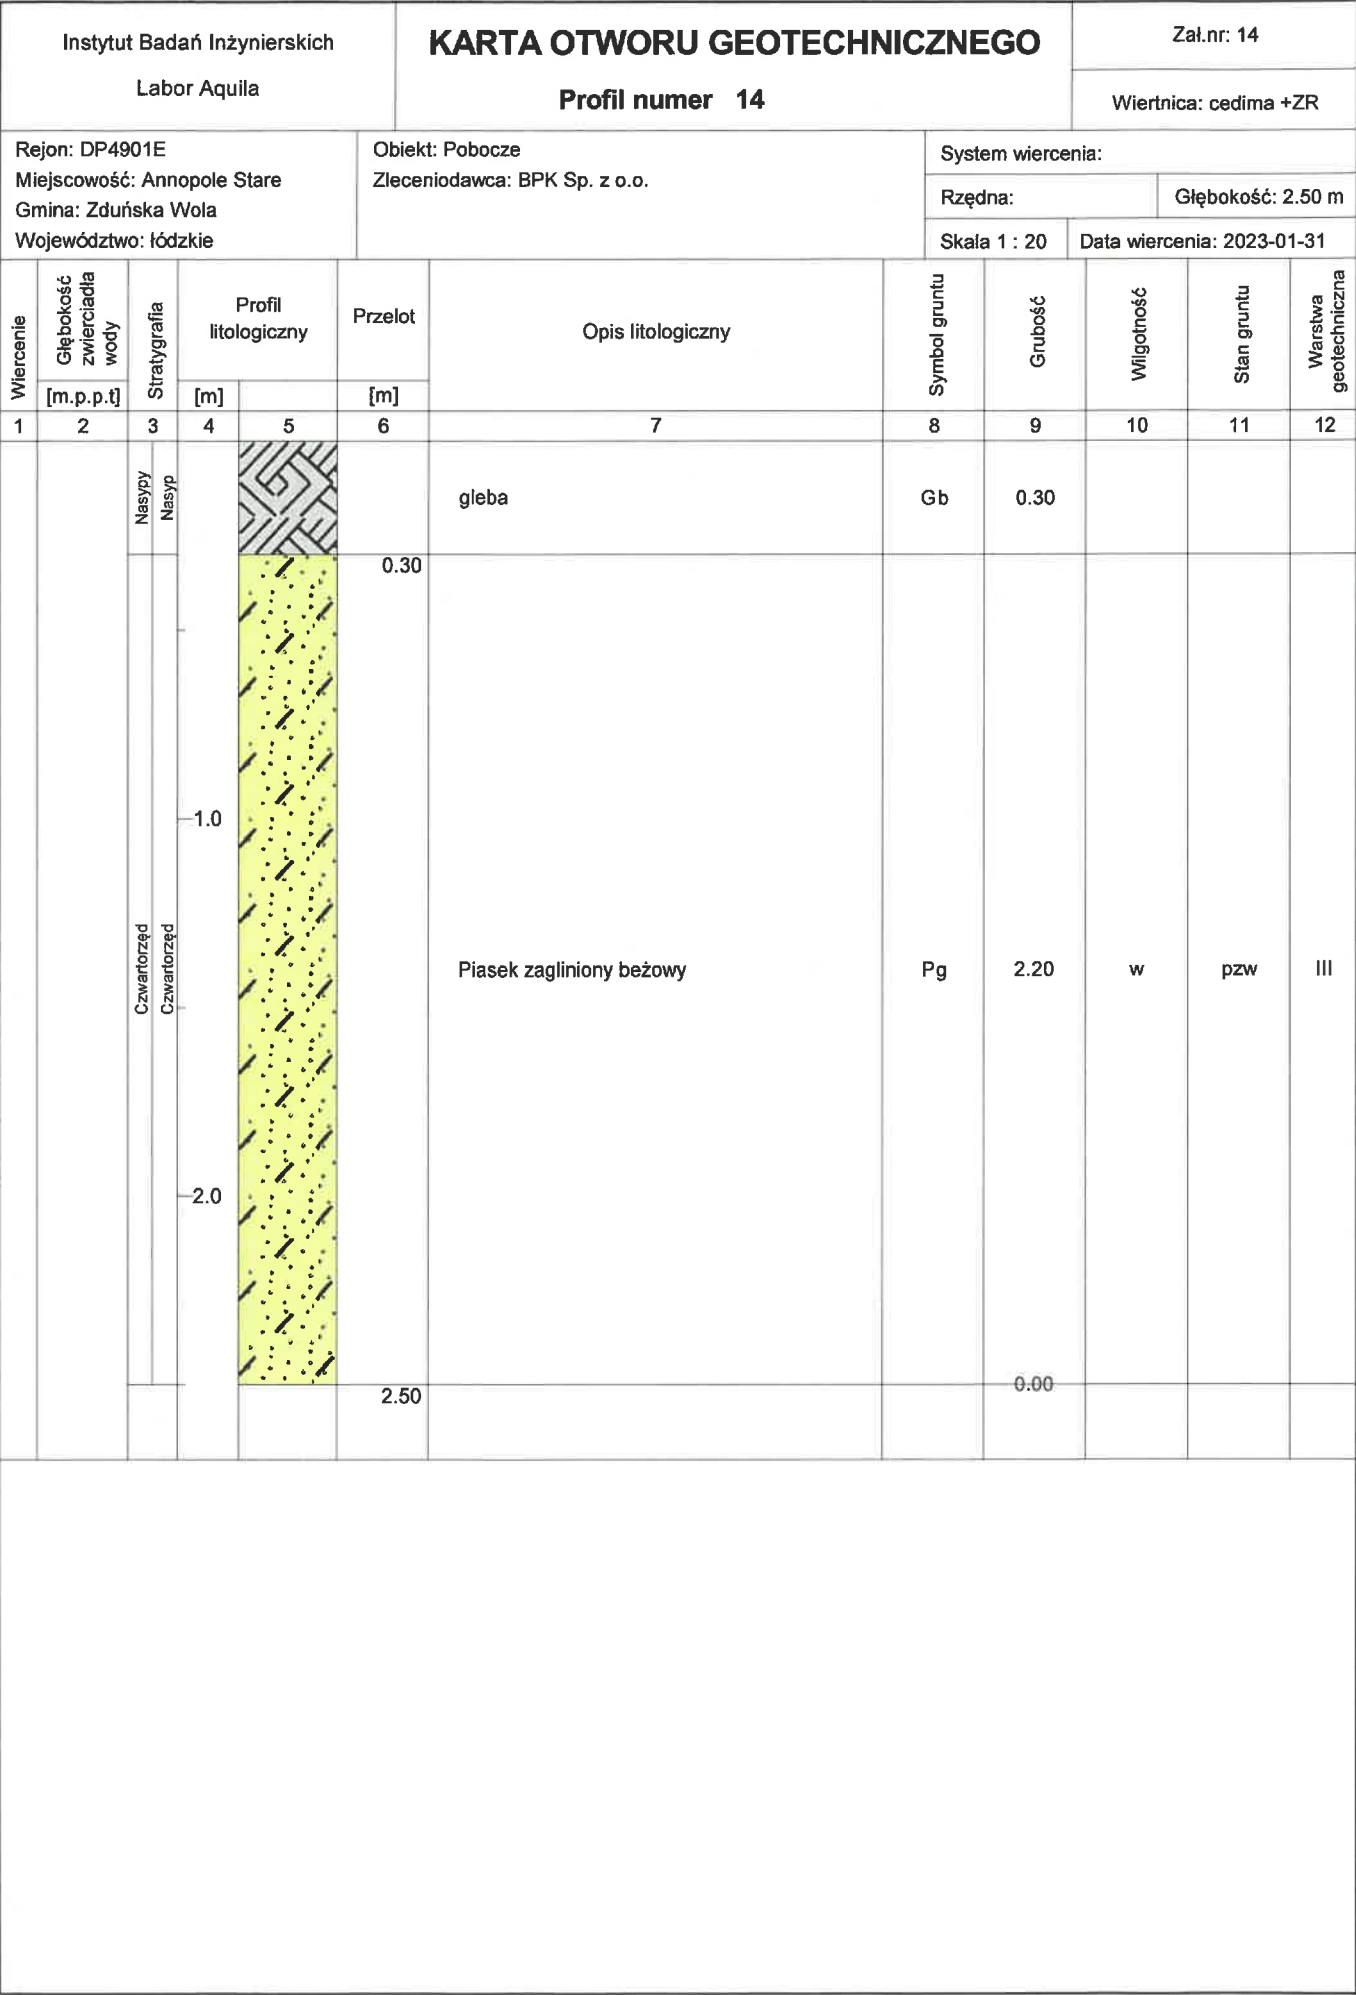 Instytut Badań Inżynierskich
Labor Aquila
KARTA OTWORU GEOTECHNICZNEGO
Profil numer 14
Zał.nr: 14
Wiertnica: cedima +ZR
Rejon: DP4901E
Miejscowość: Annopole Stare
Gmina: Zduńska Wola
Województwo: łódzkie
Obiekt: Pobocze
Zleceniodawca: BPK Sp. z o.o.
System wiercenia:
Rzędna:
Głębokość: 2.50 m
Skala 1 : 20
Data wiercenia: 2023-01-31
Wiercenie
Głębokość
zwierciadła
wody
[m.p.p.t]
Stratygrafia
Profil
litologiczny
[m]
Przelot
[m]
Opis litologiczny
Symbol gruntu
Grubość
Wilgotność
Stan gruntu
Warstwa
geotechniczna
1 2 3 4 5 6 7 8 9 10 11 12
Nasypy
Nasyp
gleba Gb 0.30
0.30
1.0
Czwartorzęd
Czwartorzęd
Piasek zagliniony beżowy Pg 2.20 w pzw III
2.0
0.00
2.50